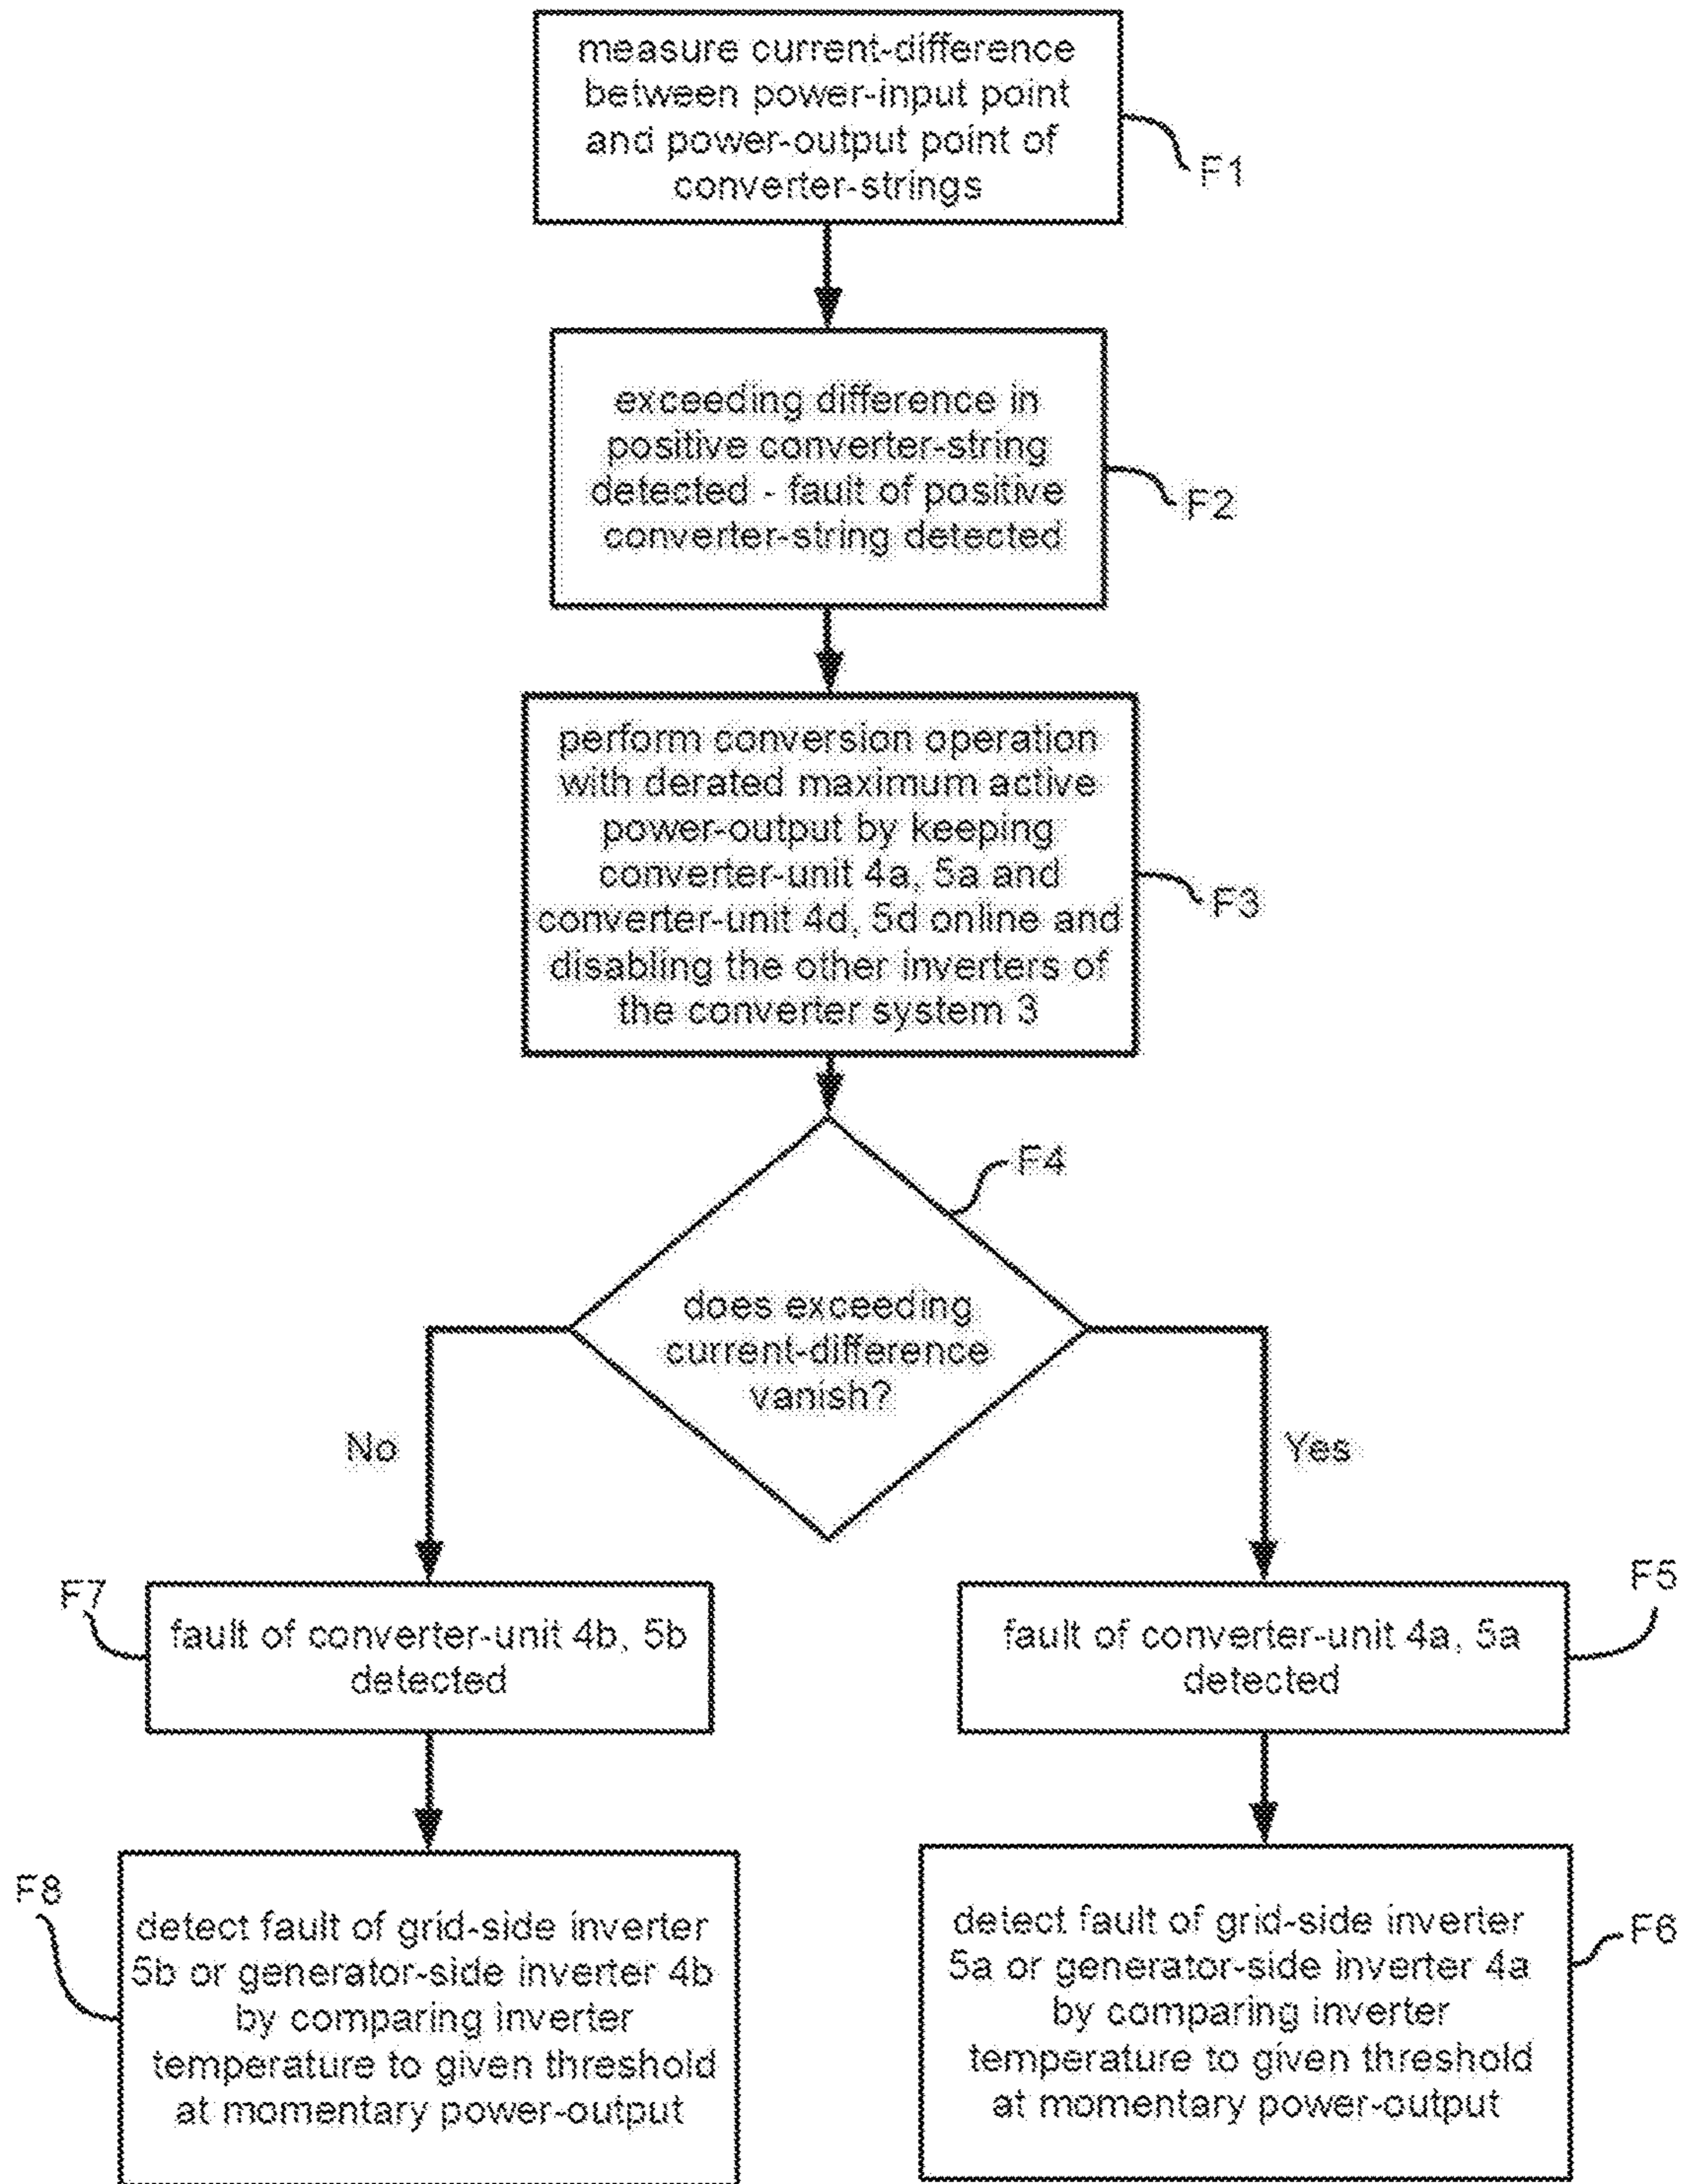 measure current-difference
between power-input point
and power-output point of
converter-strings
F1
exceeding difference in
positive converter-string
detected - fault of positive
converter-string detected
F2
perform conversion operation
with derated maximum active
power-output by keeping
converter-unit 4a, 5a and
converter-unit 4d, 5d online and
disabling the other inverters of
the converter system 3
F3
F4
does exceeding
current-difference
vanish?
No
Yes
F7
fault of converter-unit 4b, 5b
detected
F5
fault of converter-unit 4a, 5a
detected
F8
detect fault of grid-side inverter
5b or generator-side inverter 4b
by comparing inverter
temperature to given threshold
at momentary power-output
F6
detect fault of grid-side inverter
5a or generator-side inverter 4a
by comparing inverter
temperature to given threshold
at momentary power-output